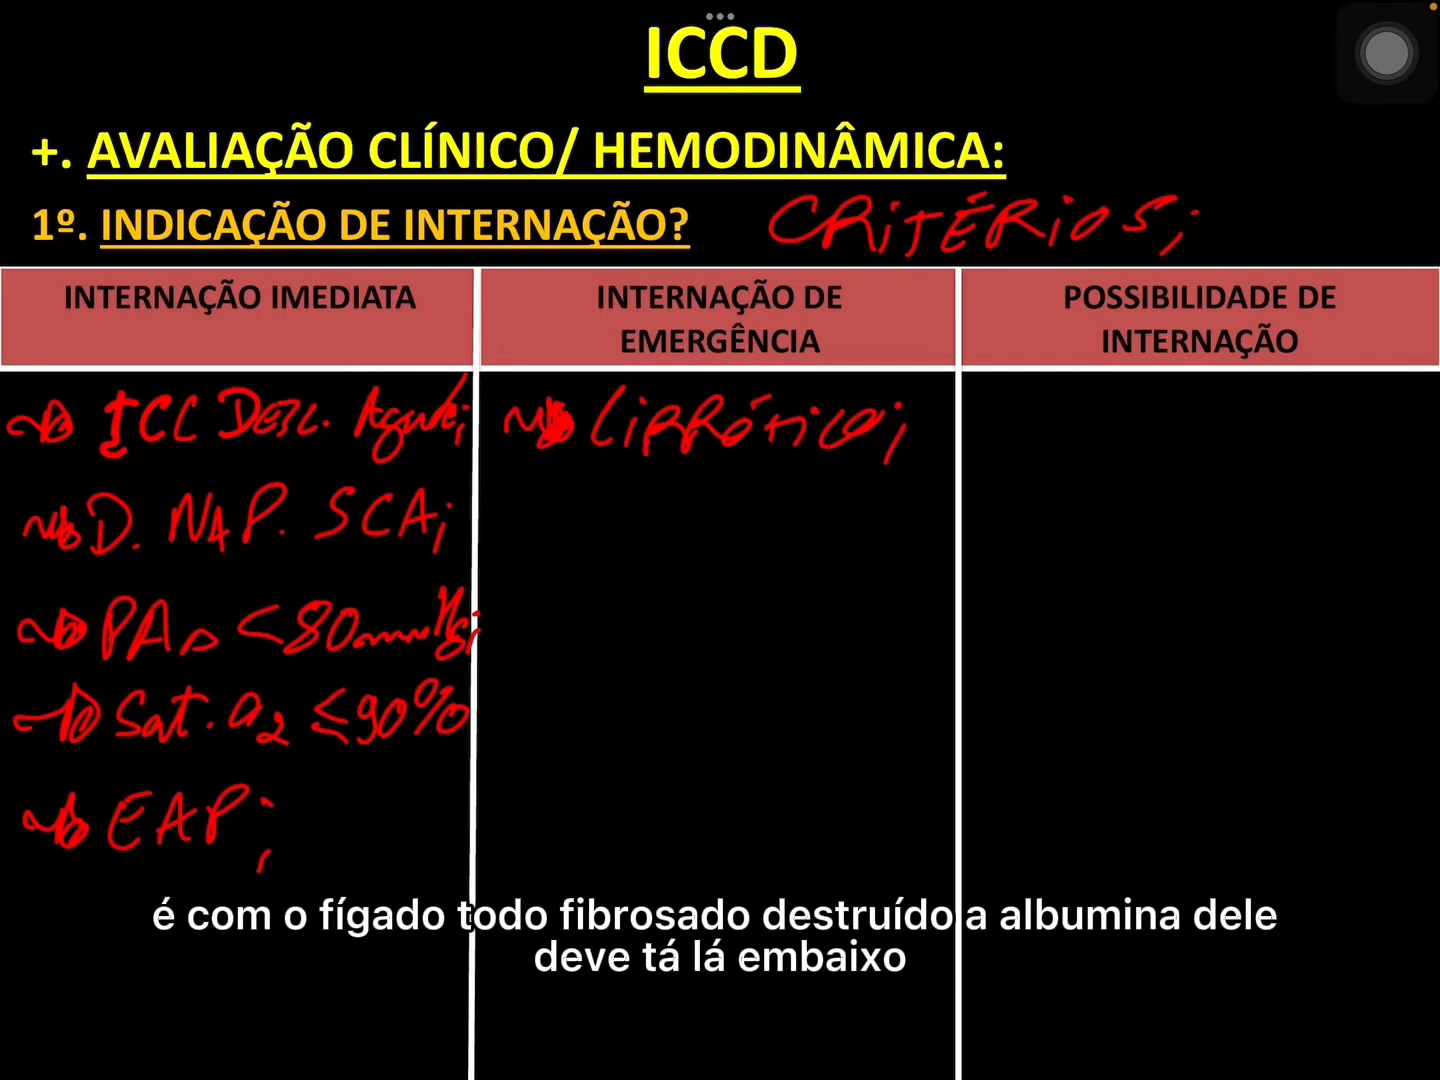 ICCD
+. AVALIAÇÃO CLÍNICO/ HEMODINÂMICA:
1º. INDICAÇÃO DE INTERNAÇÃO? CRiTÉRiOS;
INTERNAÇÃO IMEDIATA
INTERNAÇÃO DE
EMERGÊNCIA
POSSIBILIDADE DE
INTERNAÇÃO
ICC Desc. Aguda;
D. NA P. SCA;
PAs <80mmHg;
Sat. O2 ≤90%
EAP;
Cirrótico;
é com o fígado todo fibrosado destruído a albumina dele
deve tá lá embaixo